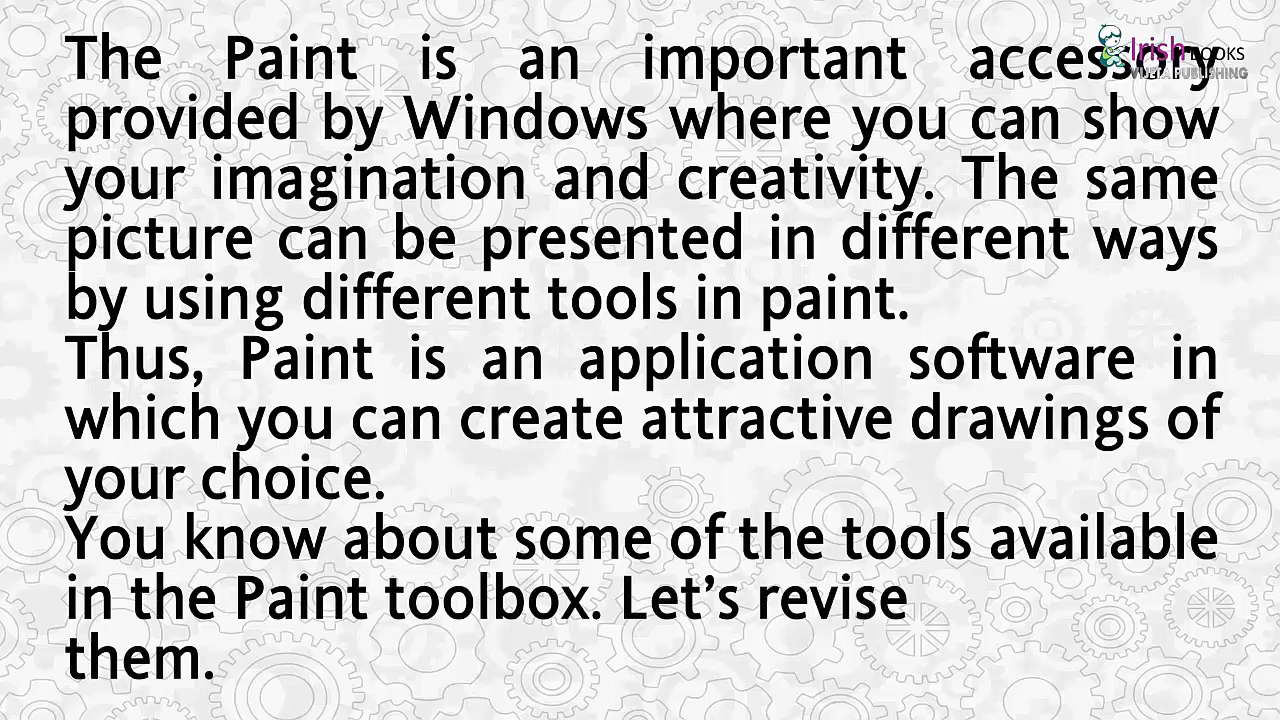 The Paint is an important accessory
provided by Windows where you can show
your imagination and creativity. The same
picture can be presented in different ways
by using different tools in paint.
Thus, Paint is an application software in
which you can create attractive drawings of
your choice.
You know about some of the tools available
in the Paint toolbox. Let’s revise
them.
Irish BOOKS
PUBLISHING